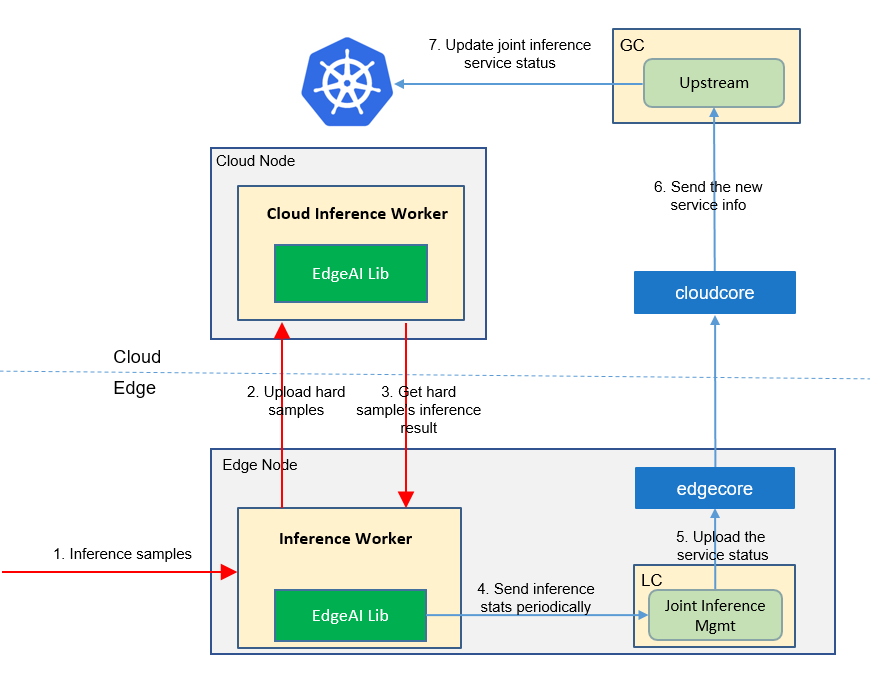 7. Update joint inference
service status
GC
Upstream
Cloud Node
Cloud Inference Worker
EdgeAI Lib
6. Send the new
service info
cloudcore
Cloud
Edge
2. Upload hard
samples
3. Get hard
sample's inference
result
Edge Node
edgecore
Inference Worker
1. Inference samples
5. Upload the
service status
EdgeAI Lib
4. Send inference
stats periodically
LC
Joint Inference
Mgmt